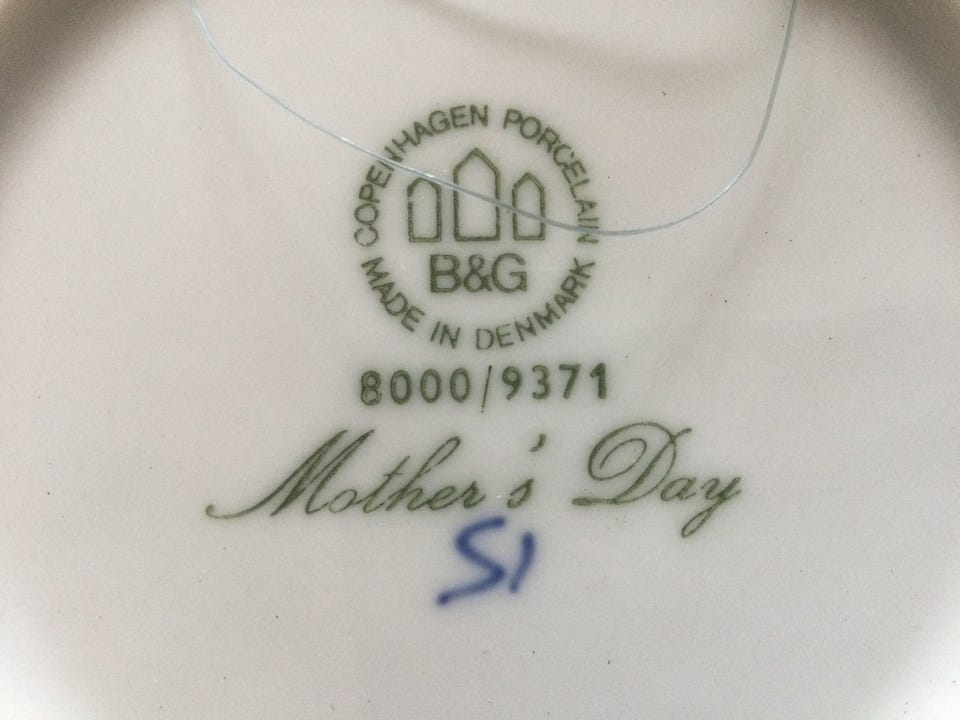 COPENHAGEN PORCELAIN
B&G
MADE IN DENMARK
8000/9371
Mother's Day
SI